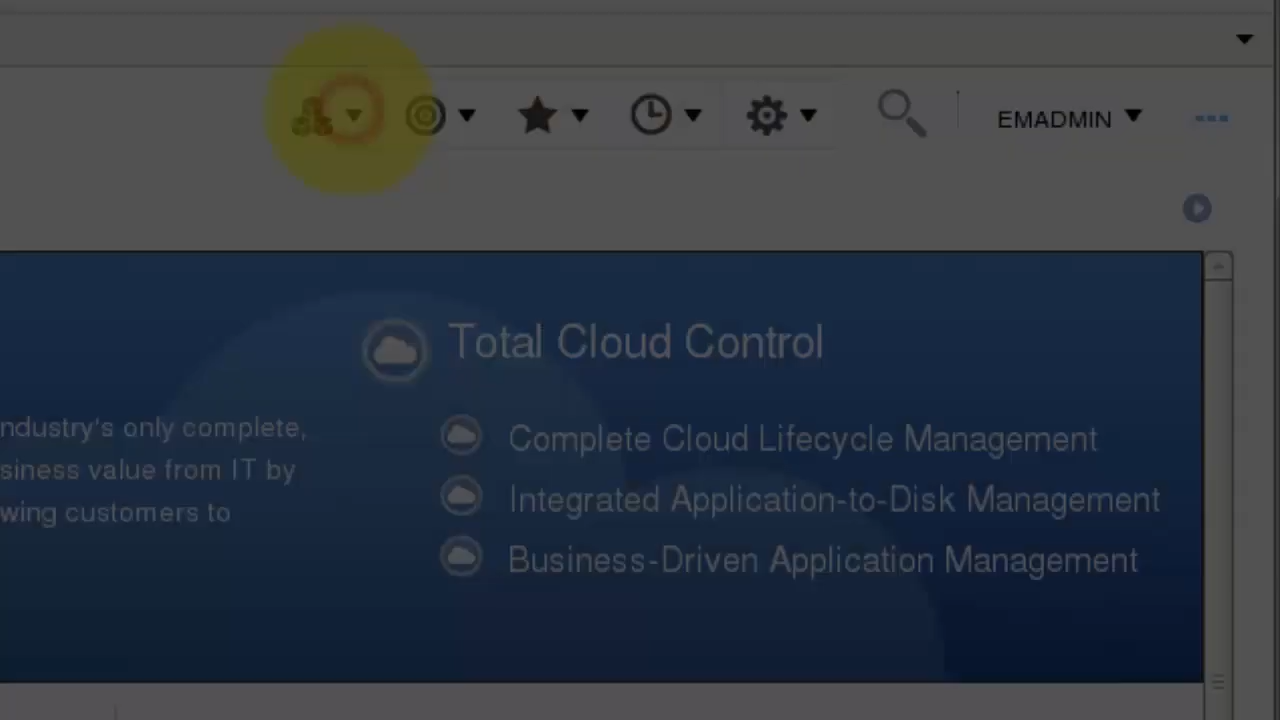 EMADMIN
Total Cloud Control
ndustry's only complete,
siness value from IT by
wing customers to
Complete Cloud Lifecycle Management
Integrated Application-to-Disk Management
Business-Driven Application Management